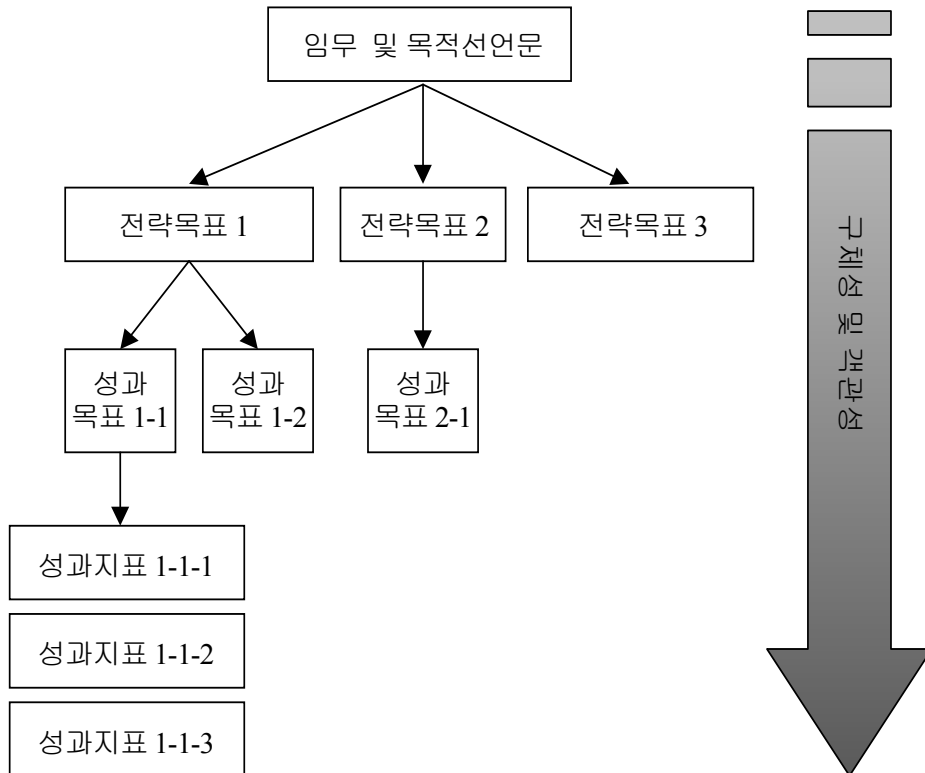 임무 및 목적선언문
전략목표 1
전략목표 2
전략목표 3
성과
목표 1-1
성과
목표 1-2
성과
목표 2-1
성과지표 1-1-1
성과지표 1-1-2
성과지표 1-1-3
구체성 및 객관성